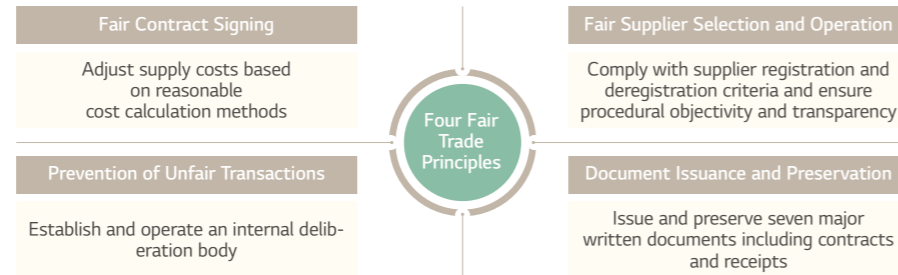 Fair Contract Signing
Adjust supply costs based
on reasonable
cost calculation methods
Fair Supplier Selection and Operation
Comply with supplier registration and
deregistration criteria and ensure
procedural objectivity and transparency
Four Fair
Trade
Principles
Prevention of Unfair Transactions
Establish and operate an internal delib-
eration body
Document Issuance and Preservation
Issue and preserve seven major
written documents including contracts
and receipts